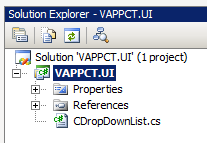 Solution Explorer - VAPPCT.UI
Solution 'VAPPCT.UI' (1 project)
VAPPCT.UI
Properties
References
CDropDownList.cs